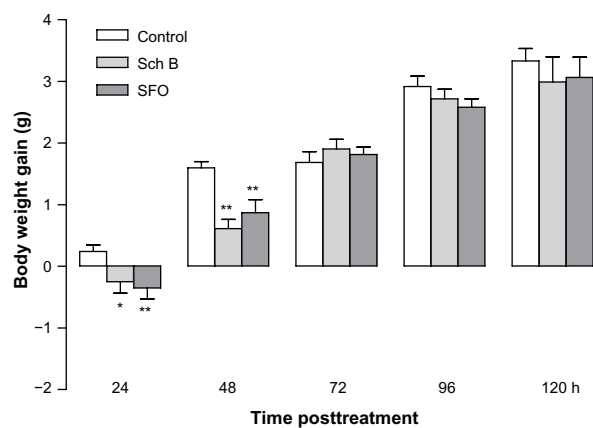 4
3
2
1
0
−1
−2
Body weight gain (g)
Control
Sch B
SFO
*
**
**
**
24
48
72
96
120 h
Time posttreatment